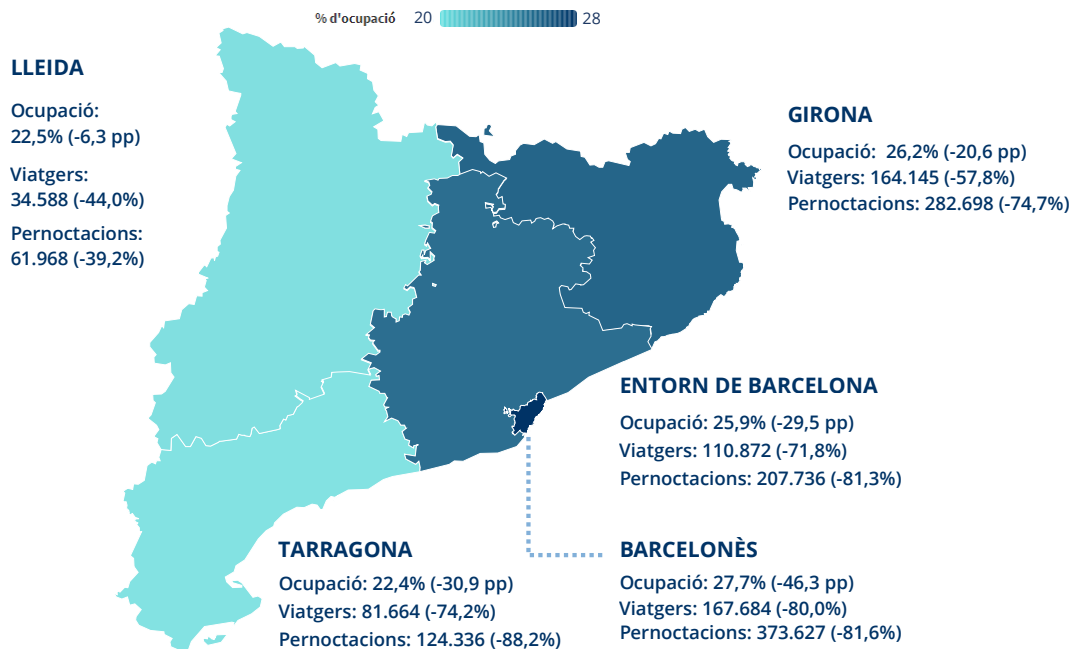 % d'ocupació 20 28
LLEIDA
Ocupació:
22,5% (-6,3 pp)
Viatgers:
34.588 (-44,0%)
Pernoctacions:
61.968 (-39,2%)
GIRONA
Ocupació: 26,2% (-20,6 pp)
Viatgers: 164.145 (-57,8%)
Pernoctacions: 282.698 (-74,7%)
ENTORN DE BARCELONA
Ocupació: 25,9% (-29,5 pp)
Viatgers: 110.872 (-71,8%)
Pernoctacions: 207.736 (-81,3%)
TARRAGONA
Ocupació: 22,4% (-30,9 pp)
Viatgers: 81.664 (-74,2%)
Pernoctacions: 124.336 (-88,2%)
BARCELONÈS
Ocupació: 27,7% (-46,3 pp)
Viatgers: 167.684 (-80,0%)
Pernoctacions: 373.627 (-81,6%)